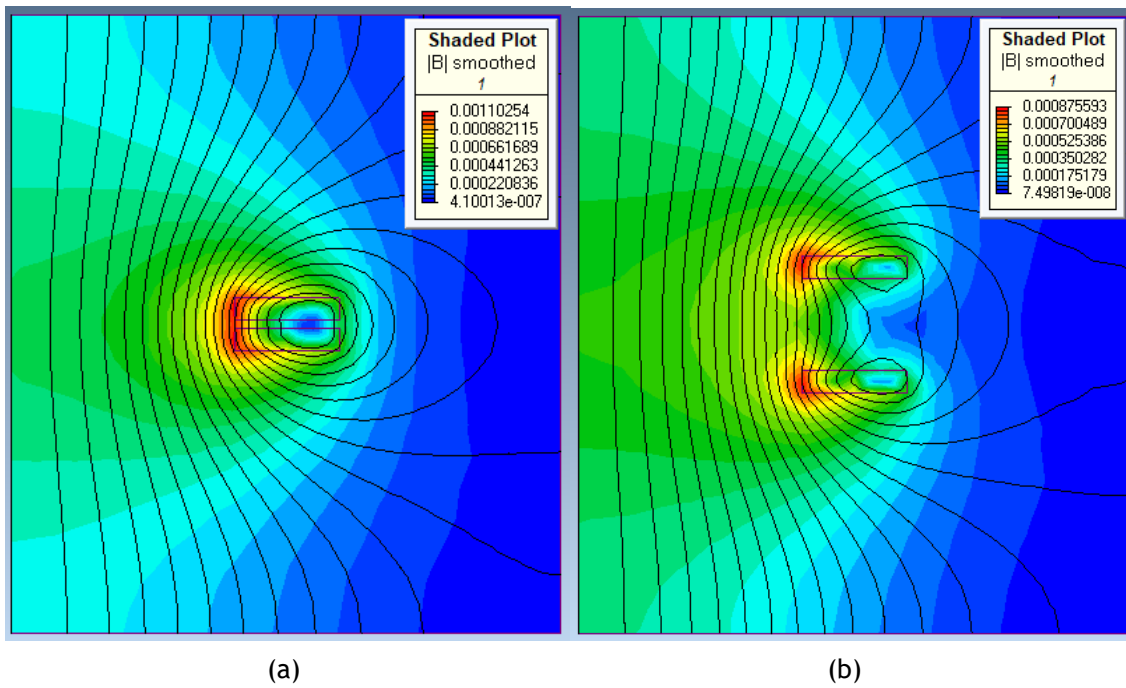 Shaded Plot
|B| smoothed
1
0.00110254
0.000882115
0.000661689
0.000441263
0.000220836
4.10013e-007
Shaded Plot
|B| smoothed
1
0.000875593
0.000700489
0.000525386
0.000350282
0.000175179
7.49819e-008
(a)
(b)